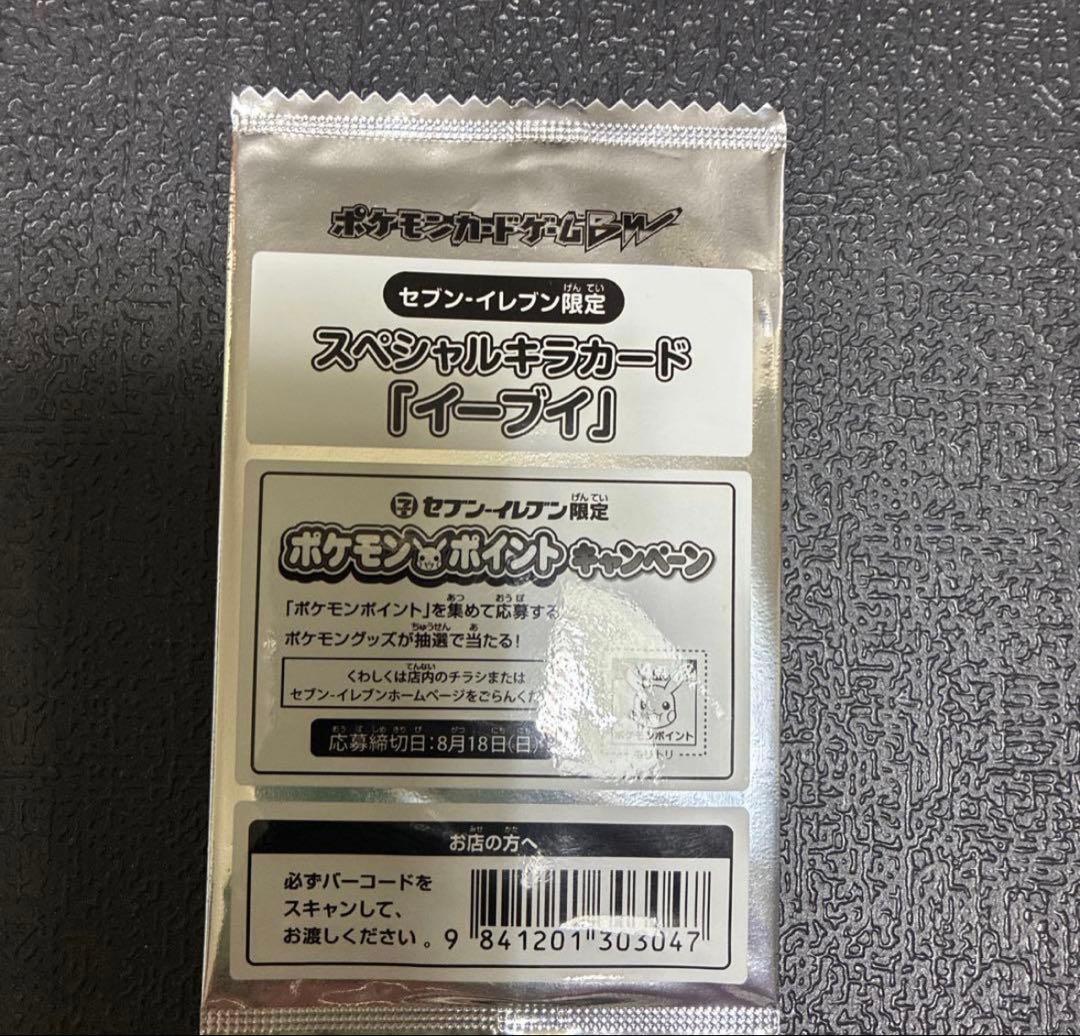 ポケモンカードゲームBW
セブン-イレブン限定
スペシャルキラカード
「イーブイ」
セブン-イレブン限定
ポケモンポイントキャンペーン
「ポケモンポイント」を集めて応募する
ポケモングッズが抽選で当たる!
くわしくは店内のチラシまたは
セブン-イレブンホームページをごらんくだ
応募締切日:8月18日(日)
ポケモンポイント
キリトリ
お店の方へ
必ずバーコードを
スキャンして、
お渡しください。
9 841201 303047